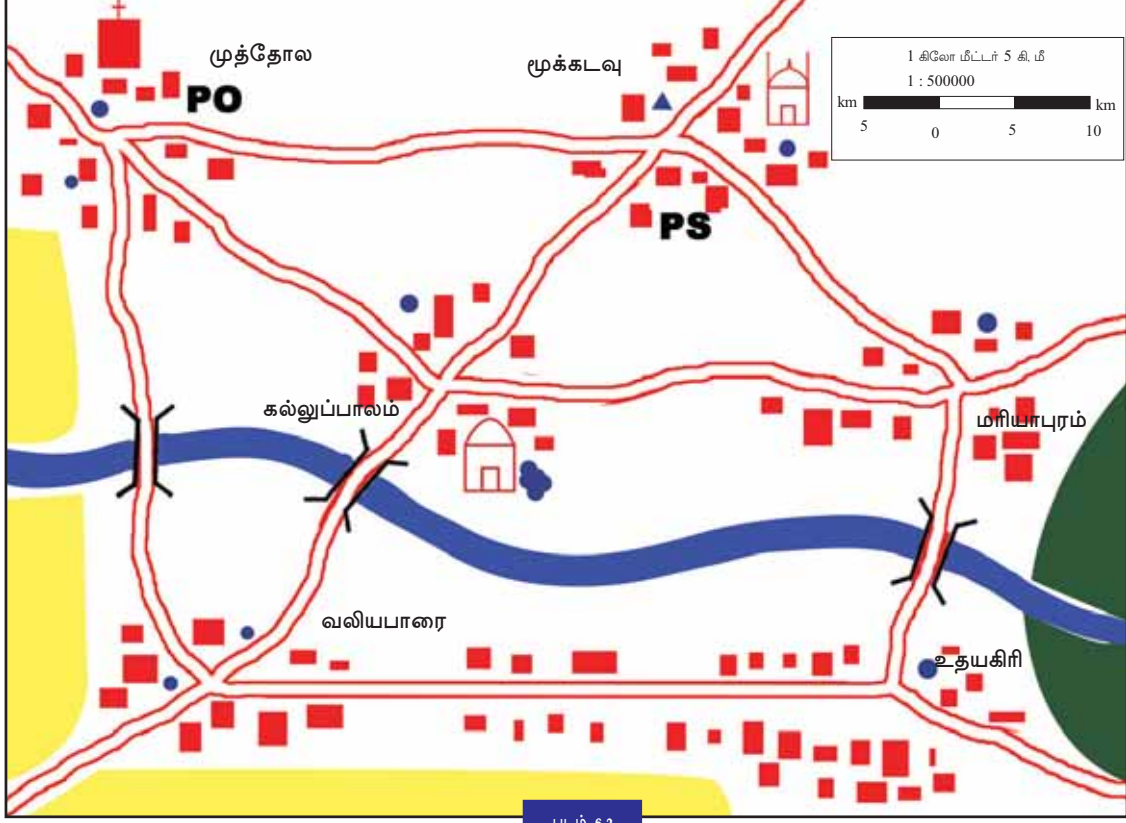 முத்தோல
மூக்கடவு
1 கிலோ மீட்டர் 5 கி. மீ
1 : 500000
km km
5 0 5 10
PO
PS
கல்லுப்பாலம்
மரியாபுரம்
வலியபாரை
உதயகிரி